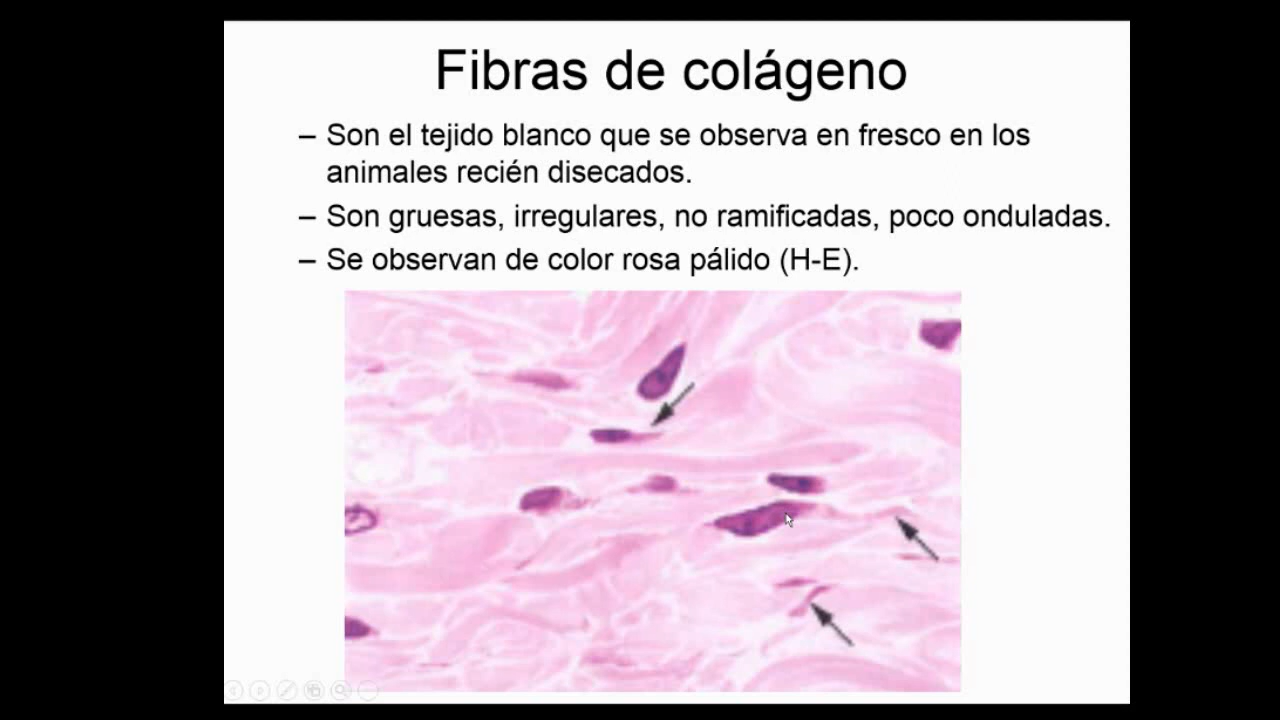 Fibras de colágeno
– Son el tejido blanco que se observa en fresco en los
animales recién disecados.
– Son gruesas, irregulares, no ramificadas, poco onduladas.
– Se observan de color rosa pálido (H-E).